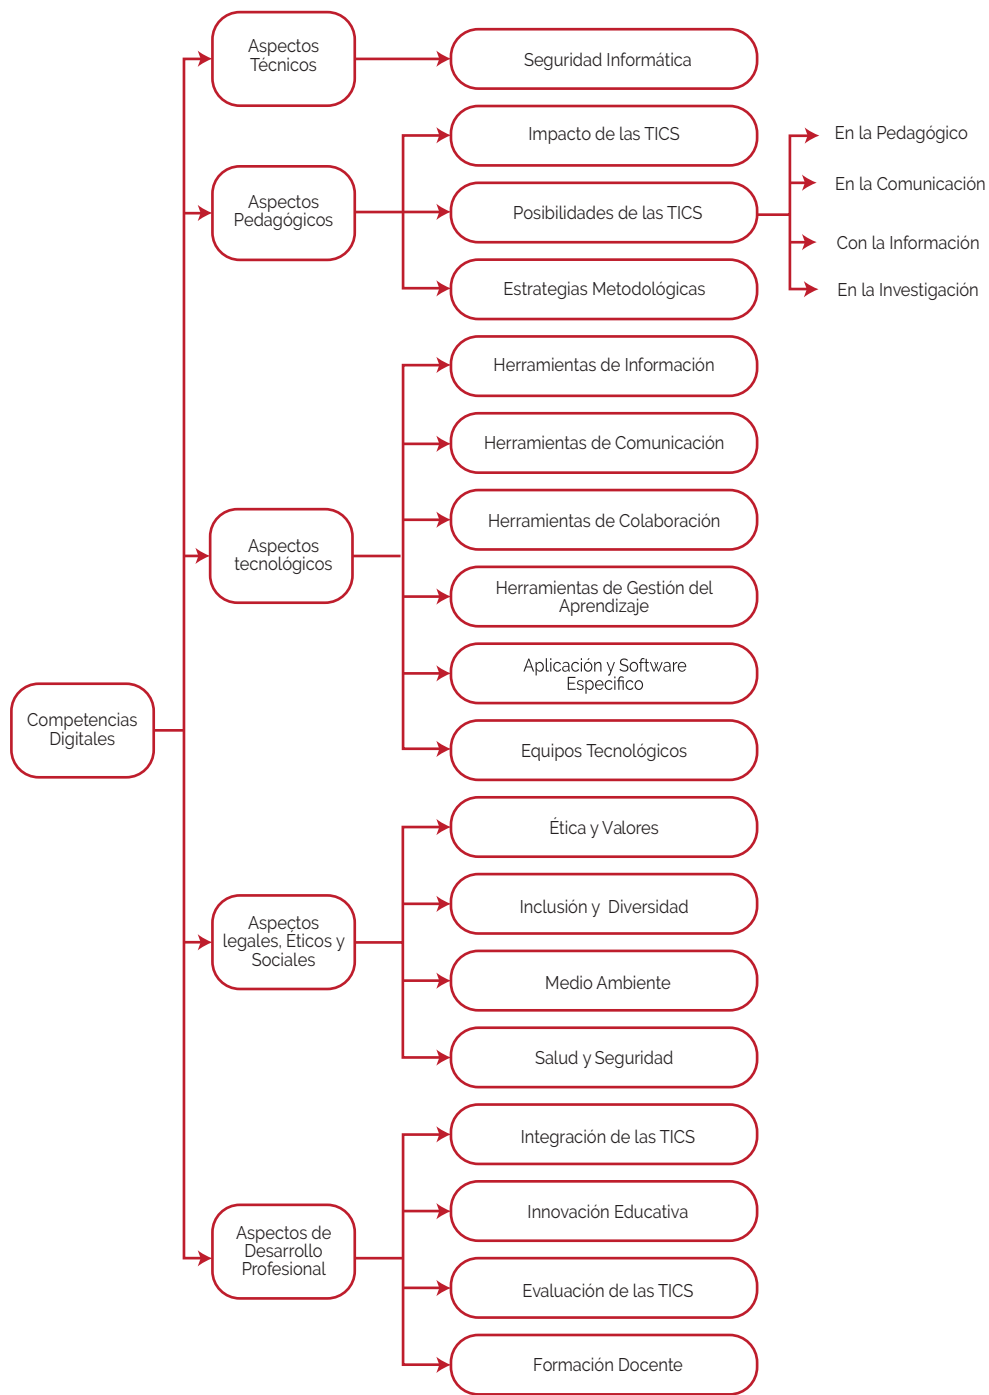 Aspectos
Técnicos
Seguridad Informática
Impacto de las TICS
En la Pedagógico
En la Comunicación
Aspectos
Pedagógicos
Posibilidades de las TICS
Con la Información
En la Investigación
Estrategias Metodológicas
Herramientas de Información
Herramientas de Comunicación
Herramientas de Colaboración
Aspectos
tecnológicos
Herramientas de Gestión del
Aprendizaje
Aplicación y Software
Especifico
Competencias
Digitales
Equipos Tecnológicos
Ética y Valores
Inclusión y Diversidad
Aspectos
legales, Éticos y
Sociales
Medio Ambiente
Salud y Seguridad
Integración de las TICS
Innovación Educativa
Aspectos de
Desarrollo
Profesional
Evaluación de las TICS
Formación Docente